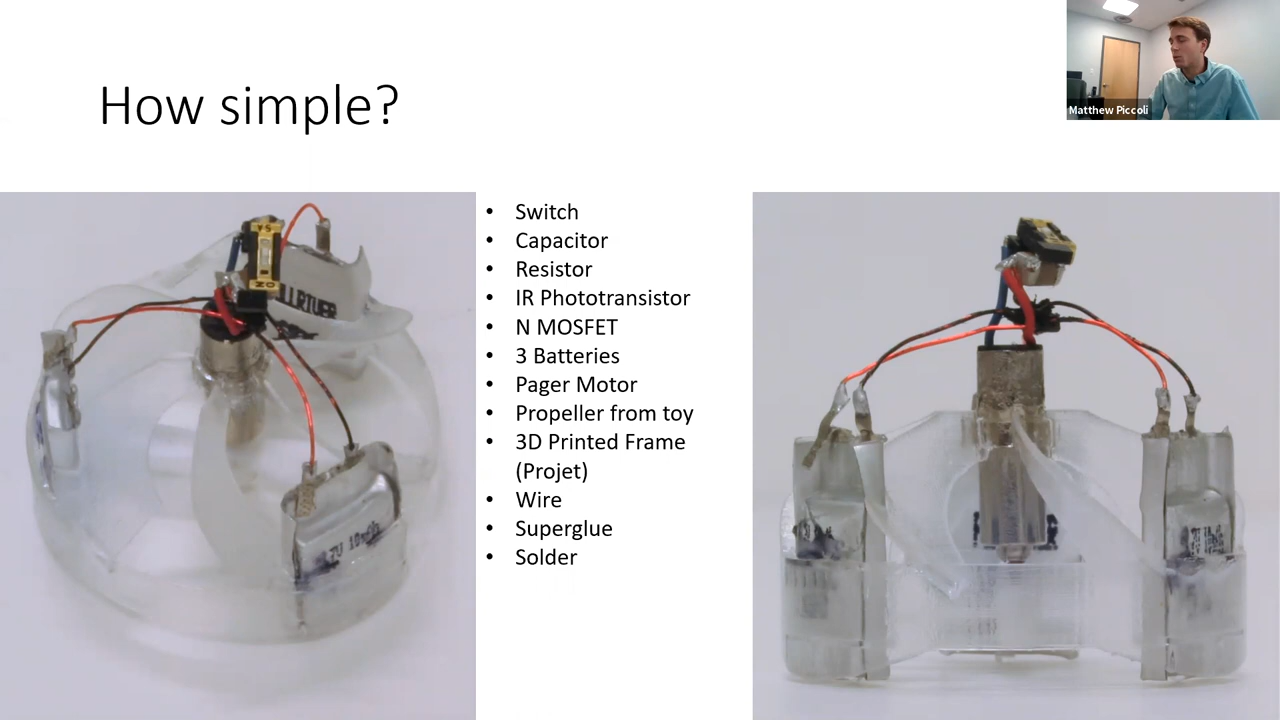 How simple?
Matthew Piccoli
• Switch
• Capacitor
• Resistor
• IR Phototransistor
• N MOSFET
• 3 Batteries
• Pager Motor
• Propeller from toy
• 3D Printed Frame
(Projet)
• Wire
• Superglue
• Solder